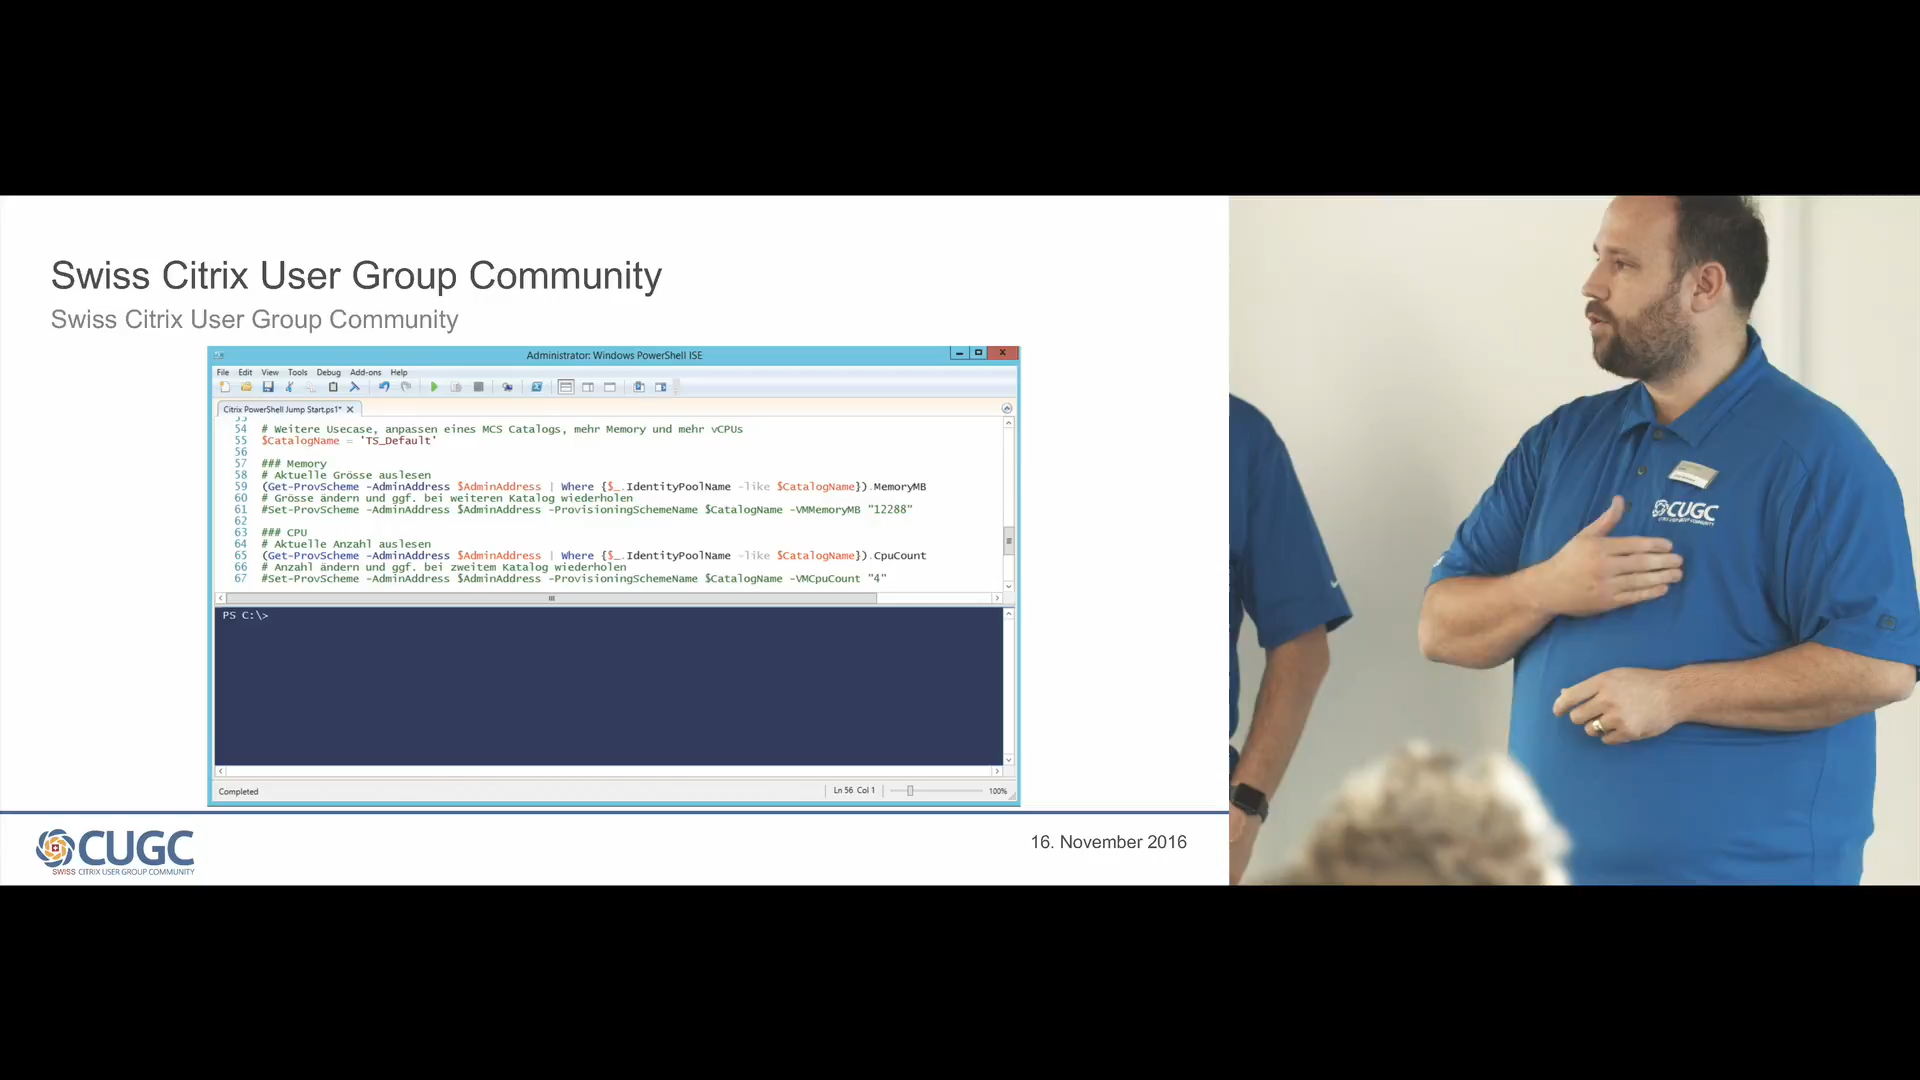 Swiss Citrix User Group Community
Swiss Citrix User Group Community
Administrator: Windows PowerShell ISE
File Edit View Tools Debug Add-ons Help
Citrix PowerShell Jump Start.ps1*
53
54 # Weitere Usecase, anpassen eines MCS Catalogs, mehr Memory und mehr vCPUs
55 $CatalogName = 'TS_Default'
56
57 ### Memory
58 # Aktuelle Grösse auslesen
59 (Get-ProvScheme -AdminAddress $AdminAddress | Where {$_.IdentityPoolName -like $CatalogName}).MemoryMB
60 # Grösse ändern und ggf. bei weiteren Katalog wiederholen
61 #Set-ProvScheme -AdminAddress $AdminAddress -ProvisioningSchemeName $CatalogName -VMMemoryMB "12288"
62
63 ### CPU
64 # Aktuelle Anzahl auslesen
65 (Get-ProvScheme -AdminAddress $AdminAddress | Where {$_.IdentityPoolName -like $CatalogName}).CpuCount
66 # Anzahl ändern und ggf. bei zweitem Katalog wiederholen
67 #Set-ProvScheme -AdminAddress $AdminAddress -ProvisioningSchemeName $CatalogName -VMCpuCount "4"
PS C:\>
Completed
Ln 56 Col 1
100%
CUGC
SWISS CITRIX USER GROUP COMMUNITY
16. November 2016
CUGC
CITRIX USER GROUP COMMUNITY